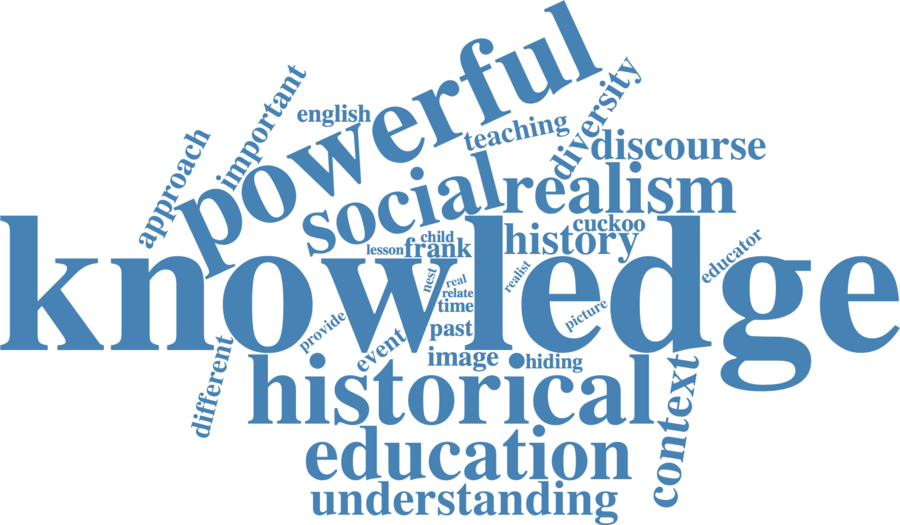 powerful
diversity
important
english
teaching
approach
discourse
social
realism
cuckoo
child
history
lesson
frank
educator
knowledge
nest
real
realist
relate
time
picture
provide
past
event
image
hiding
different
historical
context
education
understanding